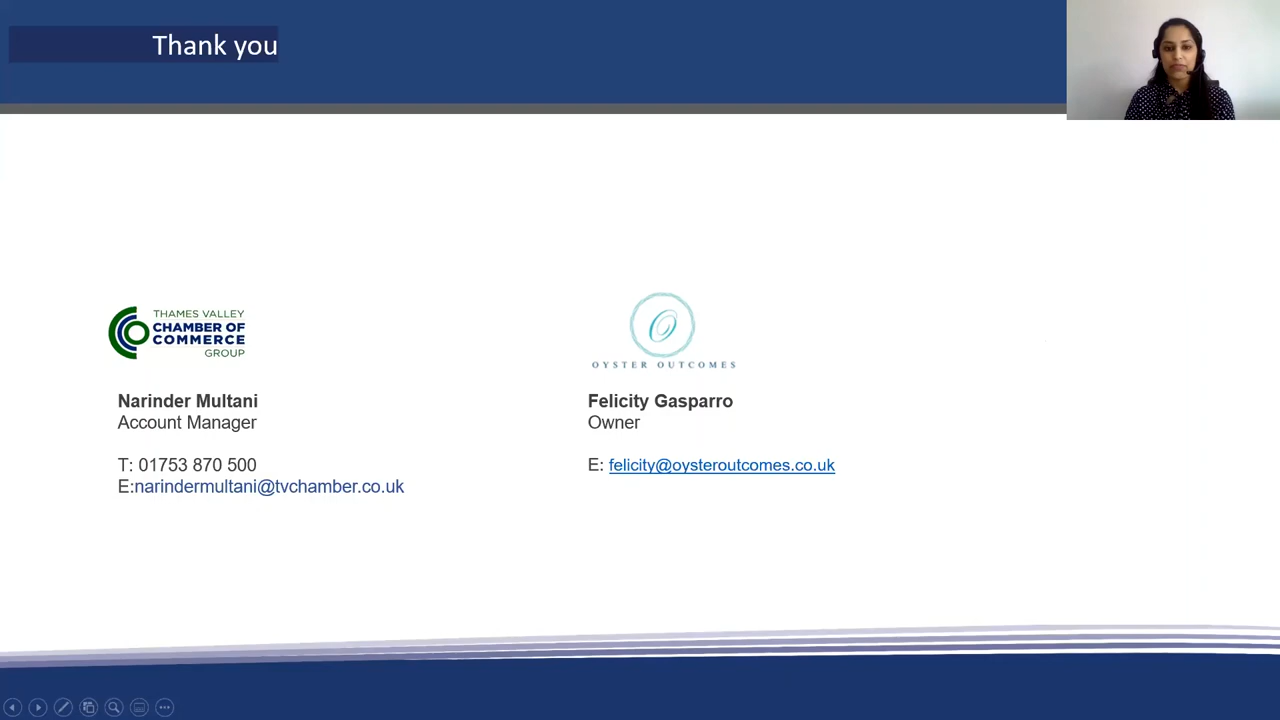 Thank you
THAMES VALLEY
CHAMBER OF
COMMERCE
GROUP
Narinder Multani
Account Manager
T: 01753 870 500
E:narindermultani@tvchamber.co.uk
O
OYSTER OUTCOMES
Felicity Gasparro
Owner
E: felicity@oysteroutcomes.co.uk